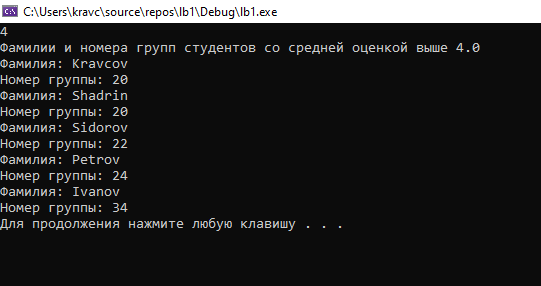 C:\Users\kravc\source\repos\lb1\Debug\lb1.exe
4
Фамилии и номера групп студентов со средней оценкой выше 4.0
Фамилия: Kravcov
Номер группы: 20
Фамилия: Shadrin
Номер группы: 20
Фамилия: Sidorov
Номер группы: 22
Фамилия: Petrov
Номер группы: 24
Фамилия: Ivanov
Номер группы: 34
Для продолжения нажмите любую клавишу . . .